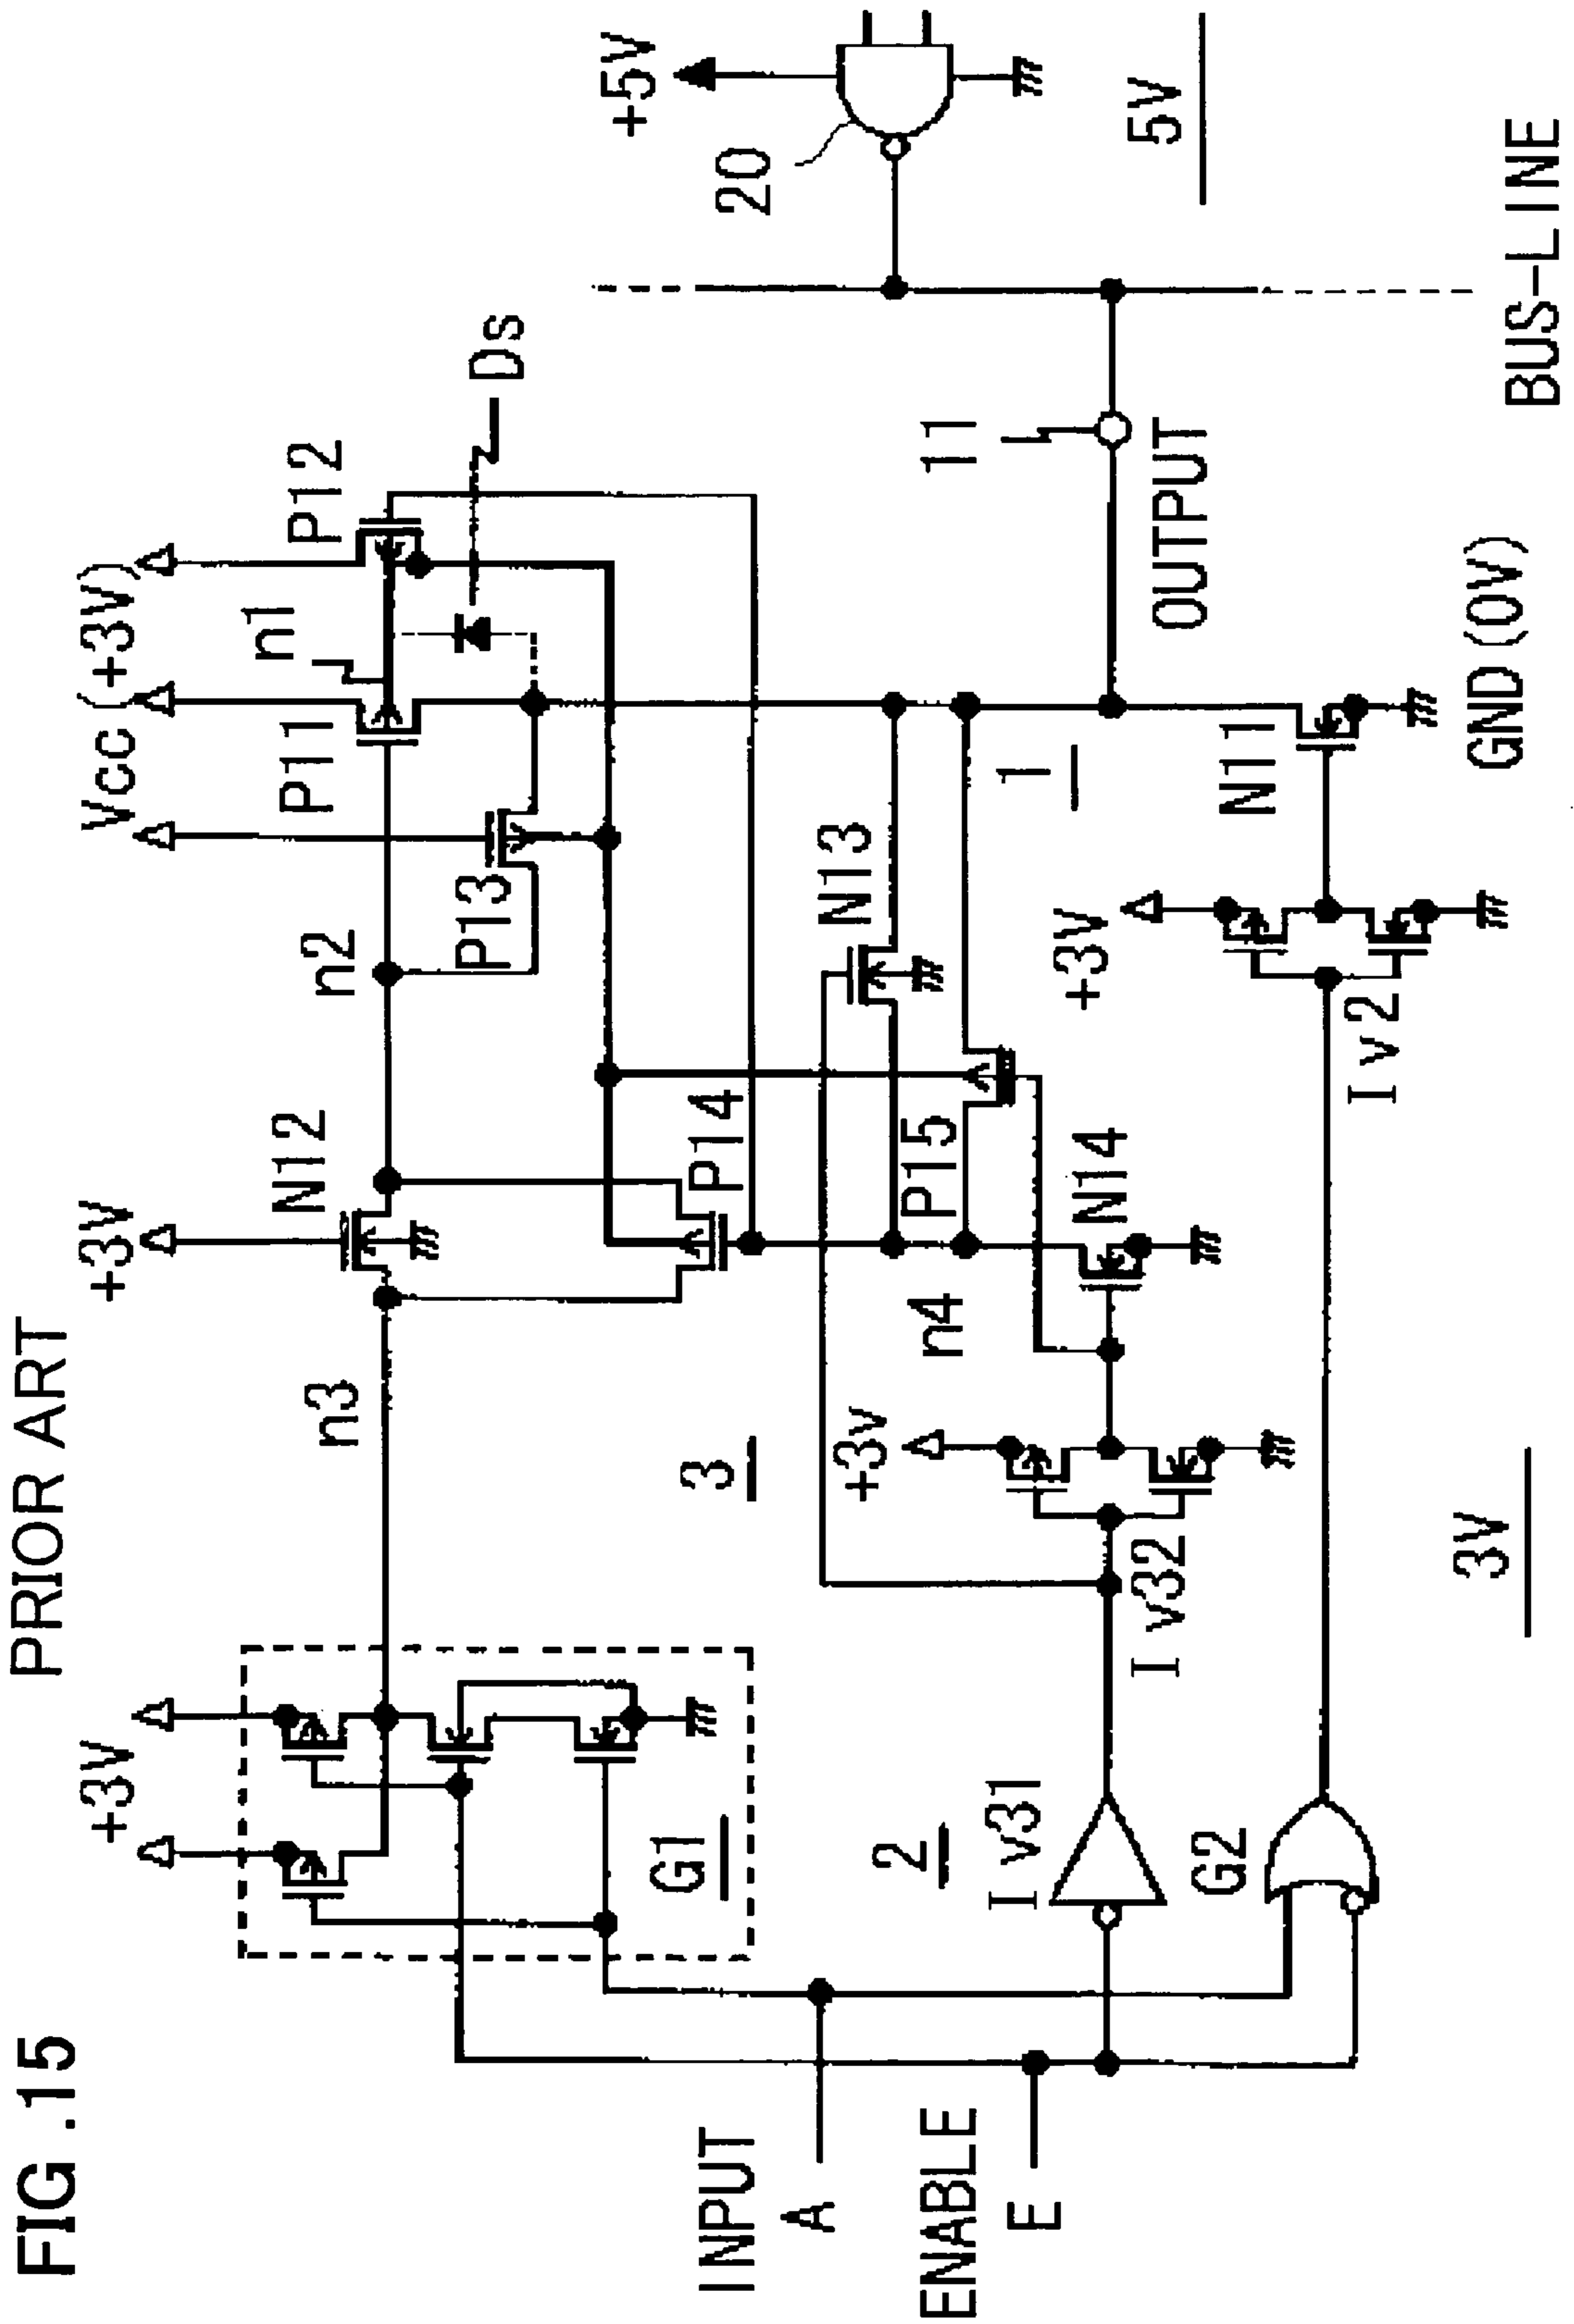 FIG.15
PRIOR ART
+3V
+3V
Vcc (+3V)
n3
N12
n2
P11
n1
P12
P13
Ds
+5V
20
G1
3
P14
N13
11
5V
INPUT
A
2
+3v
n4
P15
N14
1
OUTPUT
ENABLE
E
Iv31
Iv32
+3V
N11
G2
Iv2
GND(0V)
BUS-LINE
3V